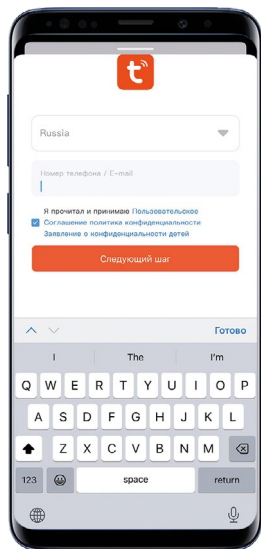 Russia
Номер телефона / E-mail
Я прочитал и принимаю Пользовательское
Соглашение политика конфиденциальности
Заявление о конфиденциальности детей
Следующий шаг
Готово
I The I'm
Q W E R T Y U I O P
A S D F G H J K L
Z X C V B N M
123 space return